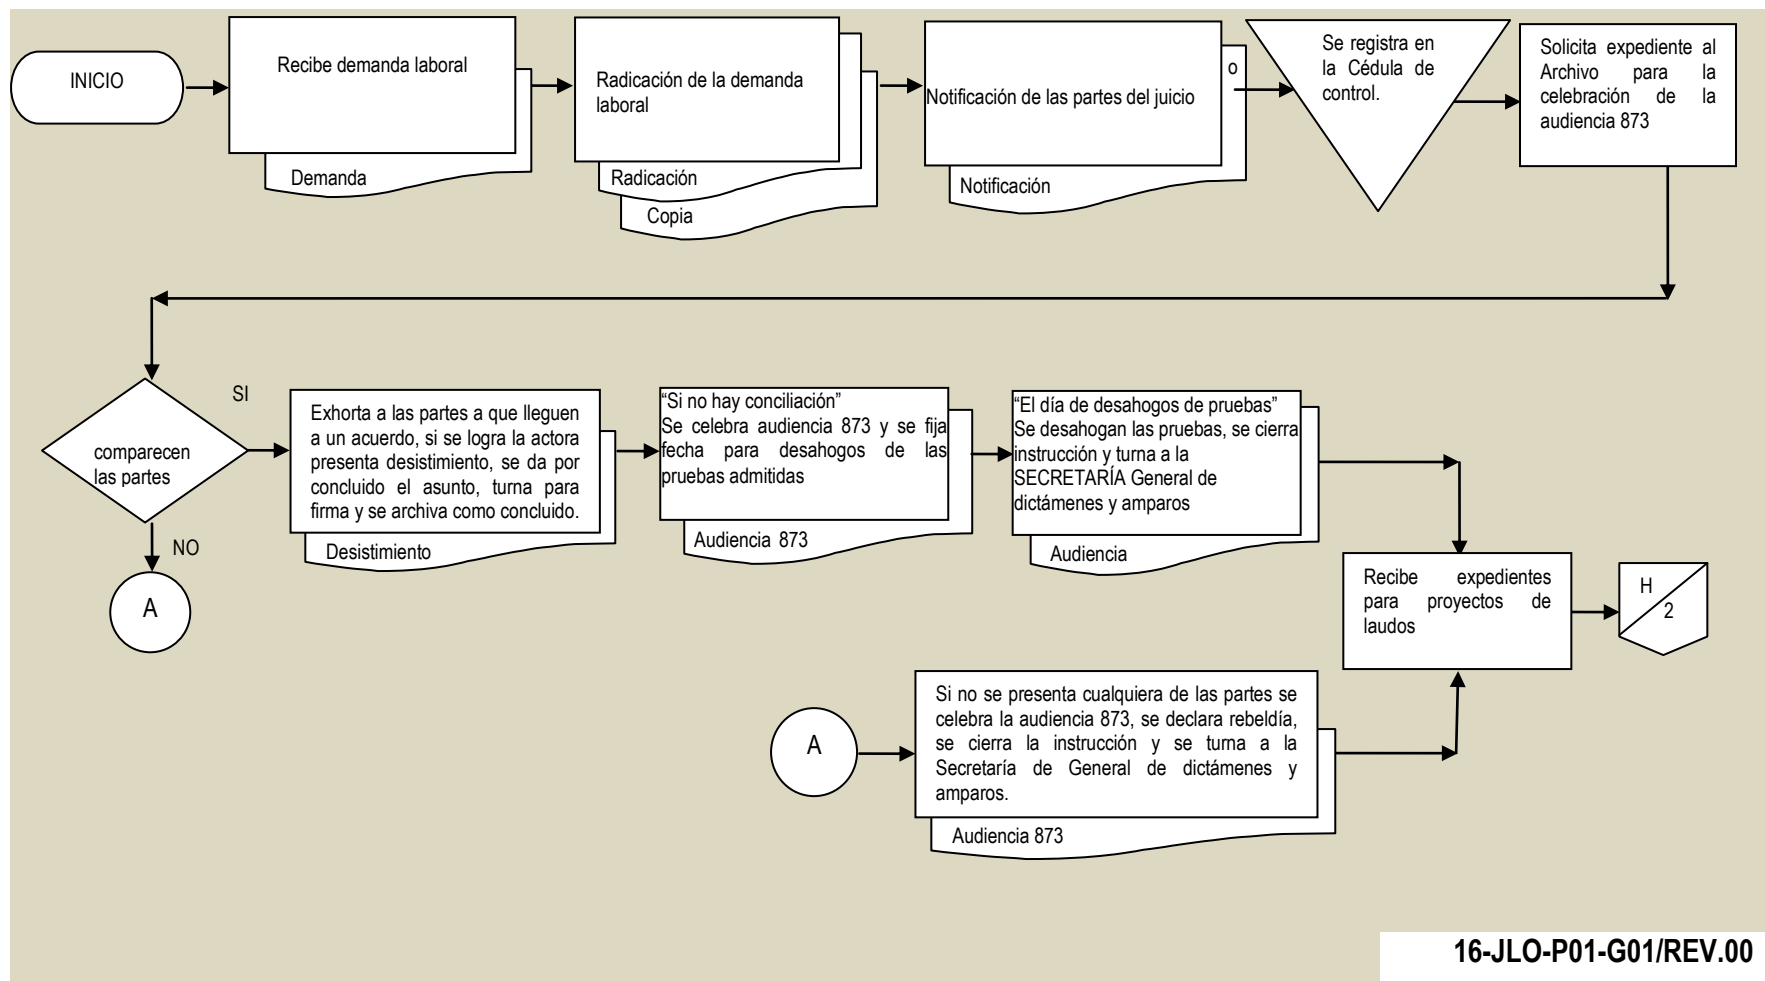 INICIO
Recibe demanda laboral
Demanda
Radicación de la demanda
laboral
Radicación
Copia
Notificación de las partes del juicio
o
Notificación
Se registra en
la Cédula de
control.
Solicita expediente al
Archivo para la
celebración de la
audiencia 873
comparecen
las partes
SI
NO
A
Exhorta a las partes a que lleguen
a un acuerdo, si se logra la actora
presenta desistimiento, se da por
concluido el asunto, turna para
firma y se archiva como concluido.
Desistimiento
“Si no hay conciliación”
Se celebra audiencia 873 y se fija
fecha para desahogos de las
pruebas admitidas
Audiencia 873
“El día de desahogos de pruebas”
Se desahogan las pruebas, se cierra
instrucción y turna a la
SECRETARÍA General de
dictámenes y amparos
Audiencia
Recibe expedientes
para proyectos de
laudos
H
2
A
Si no se presenta cualquiera de las partes se
celebra la audiencia 873, se declara rebeldía,
se cierra la instrucción y se turna a la
Secretaría de General de dictámenes y
amparos.
Audiencia 873
16-JLO-P01-G01/REV.00